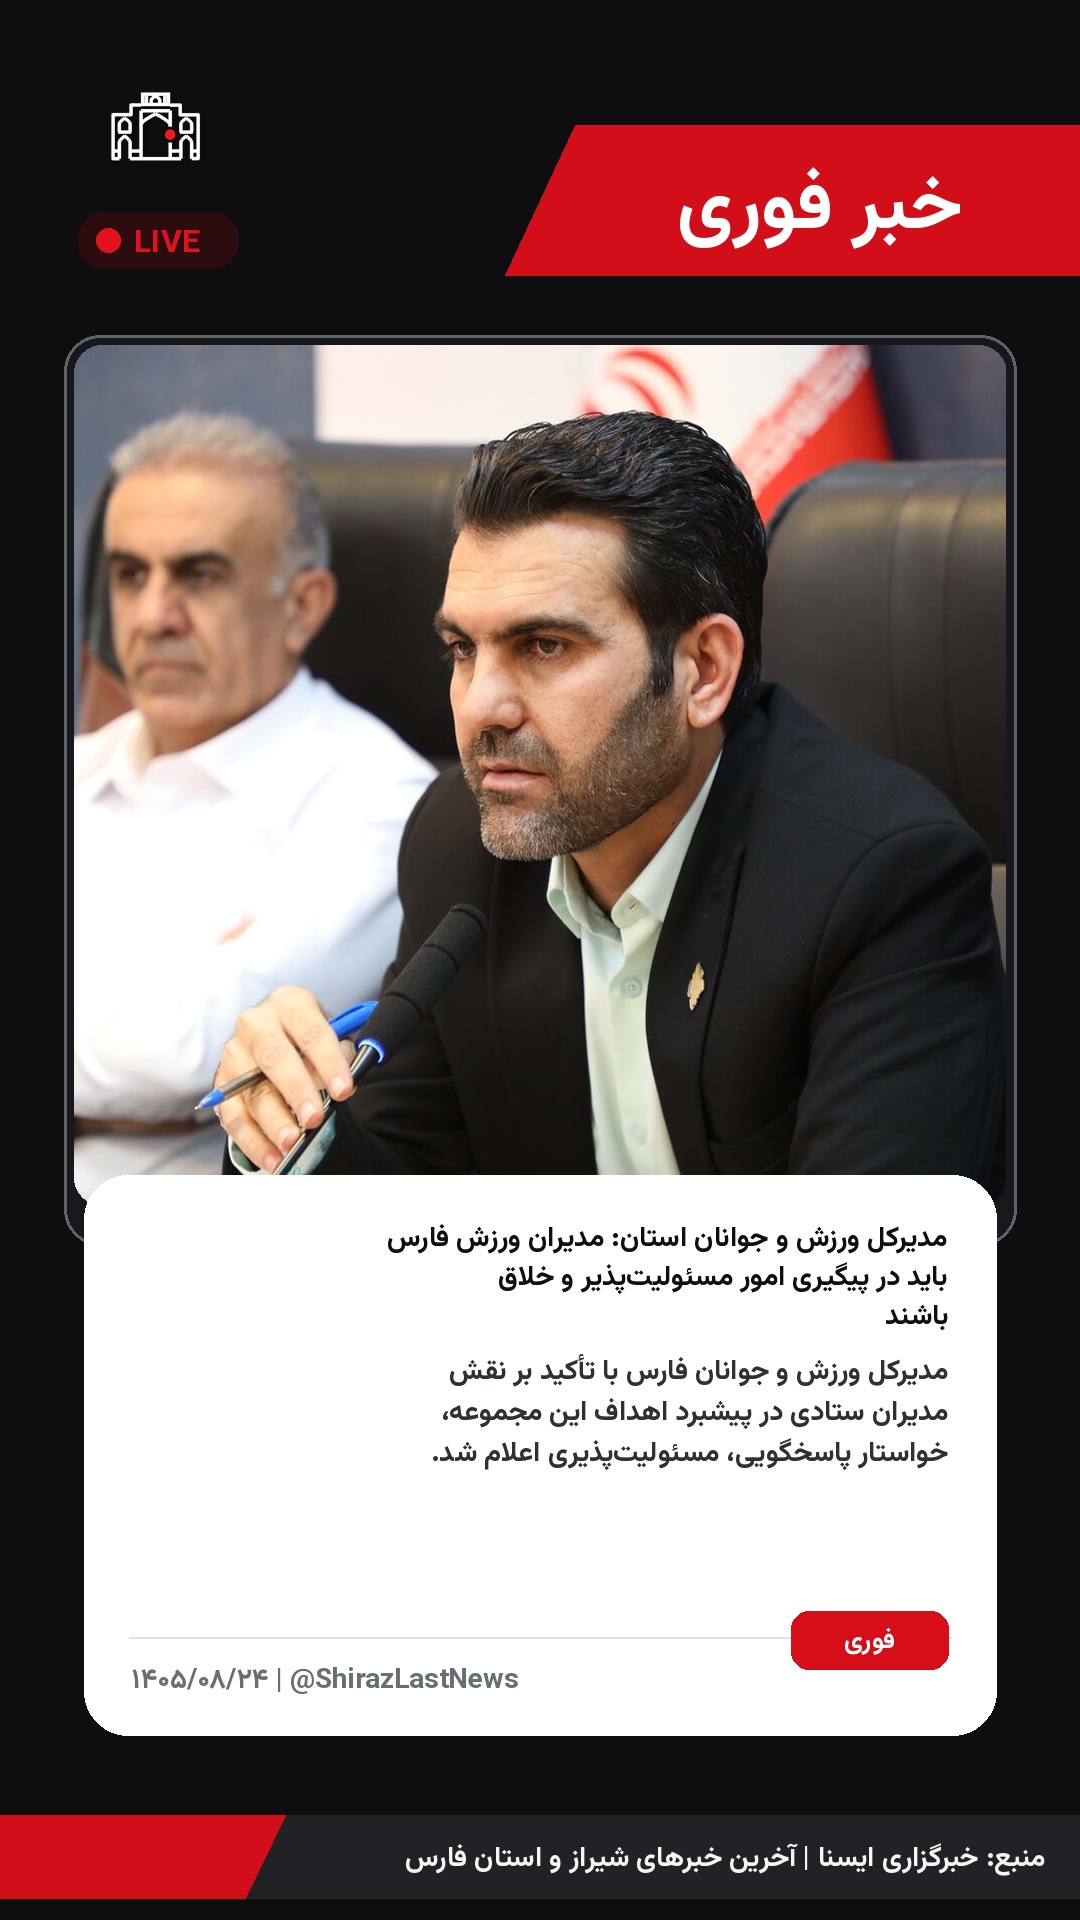 خبر فوری
LIVE
مدیرکل ورزش و جوانان استان: مدیران ورزش فارس
باید در پیگیری امور مسئولیت‌پذیر و خلاق
باشند
مدیرکل ورزش و جوانان فارس با تأکید بر نقش
مدیران ستادی در پیشبرد اهداف این مجموعه،
خواستار پاسخگویی، مسئولیت‌پذیری اعلام شد.
فوری
۱۴۰۵/۰۸/۲۴ | @ShirazLastNews
منبع: خبرگزاری ایسنا | آخرین خبرهای شیراز و استان فارس